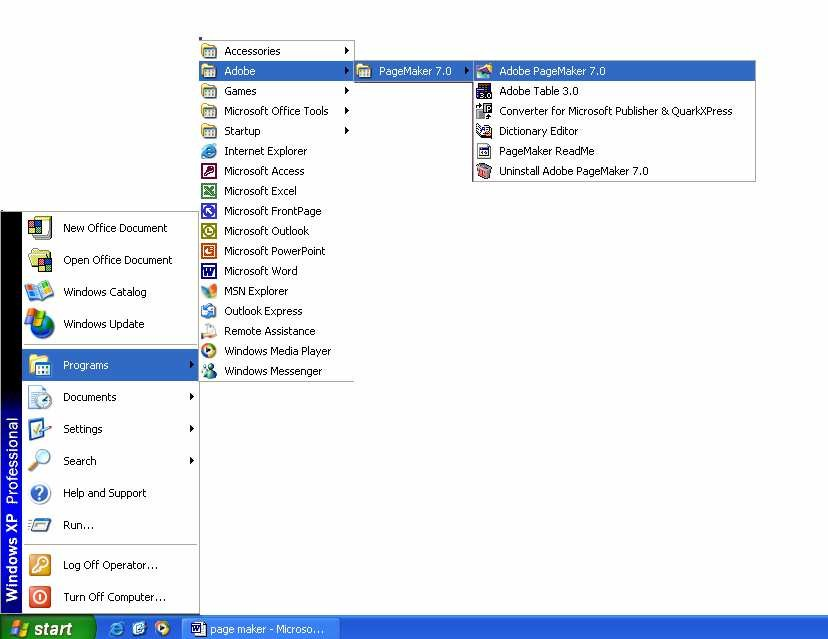 Accessories
Adobe
Games
Microsoft Office Tools
Startup
Internet Explorer
Microsoft Access
Microsoft Excel
Microsoft FrontPage
Microsoft Outlook
Microsoft PowerPoint
Microsoft Word
MSN Explorer
Outlook Express
Remote Assistance
Windows Media Player
Windows Messenger
PageMaker 7.0
Adobe PageMaker 7.0
Adobe Table 3.0
Converter for Microsoft Publisher & QuarkXPress
Dictionary Editor
PageMaker ReadMe
Uninstall Adobe PageMaker 7.0
New Office Document
Open Office Document
Windows Catalog
Windows Update
Programs
Documents
Settings
Search
Help and Support
Run...
Log Off Operator...
Turn Off Computer...
Windows XP Professional
start
page maker - Microso...